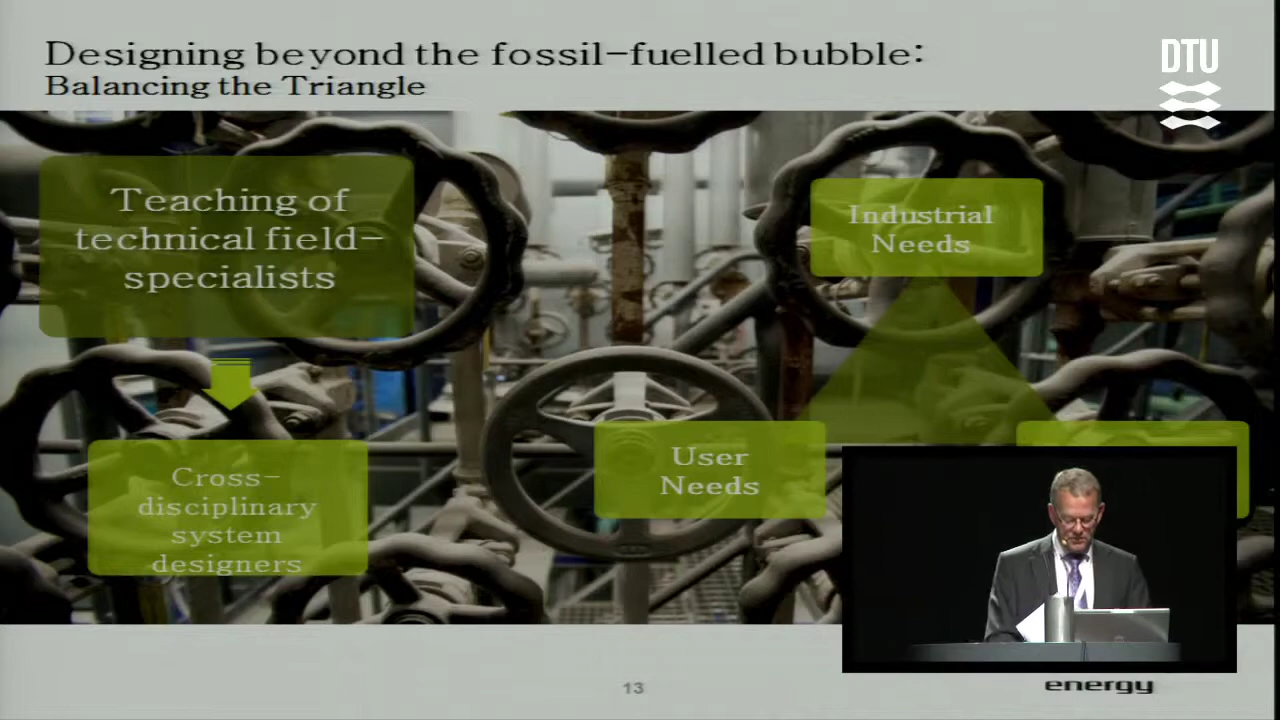 Designing beyond the fossil-fuelled bubble:
Balancing the Triangle
DTU
Teaching of
technical field-
specialists
Industrial
Needs
User
Needs
Cross-
disciplinary
system
designers
13
energy